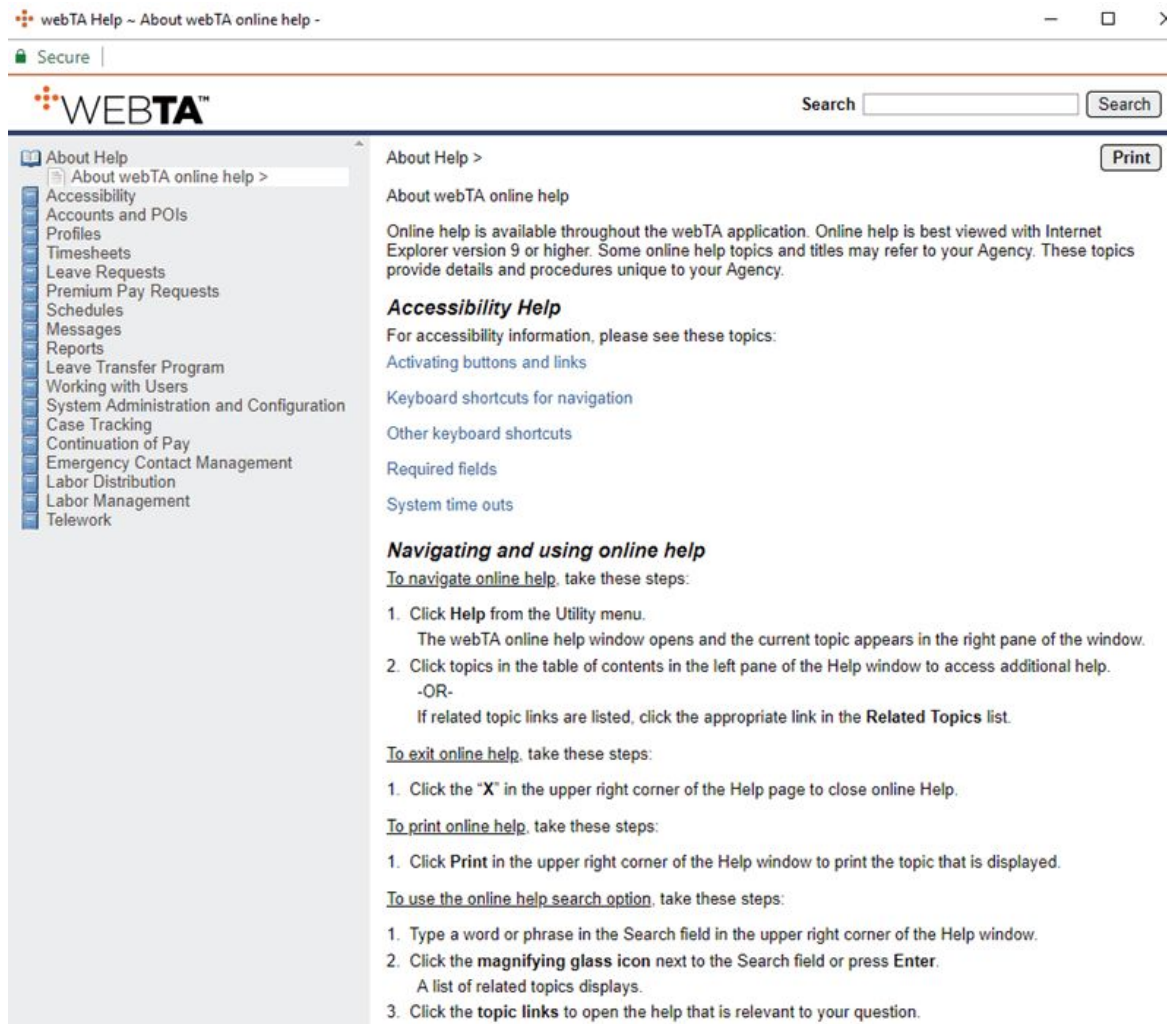 webTA Help ~ About webTA online help -
Secure
WEBTA™
Search
Search
About Help
About webTA online help >
Accessibility
Accounts and POIs
Profiles
Timesheets
Leave Requests
Premium Pay Requests
Schedules
Messages
Reports
Leave Transfer Program
Working with Users
System Administration and Configuration
Case Tracking
Continuation of Pay
Emergency Contact Management
Labor Distribution
Labor Management
Telework
About Help >
Print
About webTA online help
Online help is available throughout the webTA application. Online help is best viewed with Internet
Explorer version 9 or higher. Some online help topics and titles may refer to your Agency. These topics
provide details and procedures unique to your Agency.
Accessibility Help
For accessibility information, please see these topics:
Activating buttons and links
Keyboard shortcuts for navigation
Other keyboard shortcuts
Required fields
System time outs
Navigating and using online help
To navigate online help, take these steps:
1. Click Help from the Utility menu.
The webTA online help window opens and the current topic appears in the right pane of the window.
2. Click topics in the table of contents in the left pane of the Help window to access additional help.
-OR-
If related topic links are listed, click the appropriate link in the Related Topics list.
To exit online help, take these steps:
1. Click the “X” in the upper right corner of the Help page to close online Help.
To print online help, take these steps:
1. Click Print in the upper right corner of the Help window to print the topic that is displayed.
To use the online help search option, take these steps:
1. Type a word or phrase in the Search field in the upper right corner of the Help window.
2. Click the magnifying glass icon next to the Search field or press Enter.
A list of related topics displays.
3. Click the topic links to open the help that is relevant to your question.